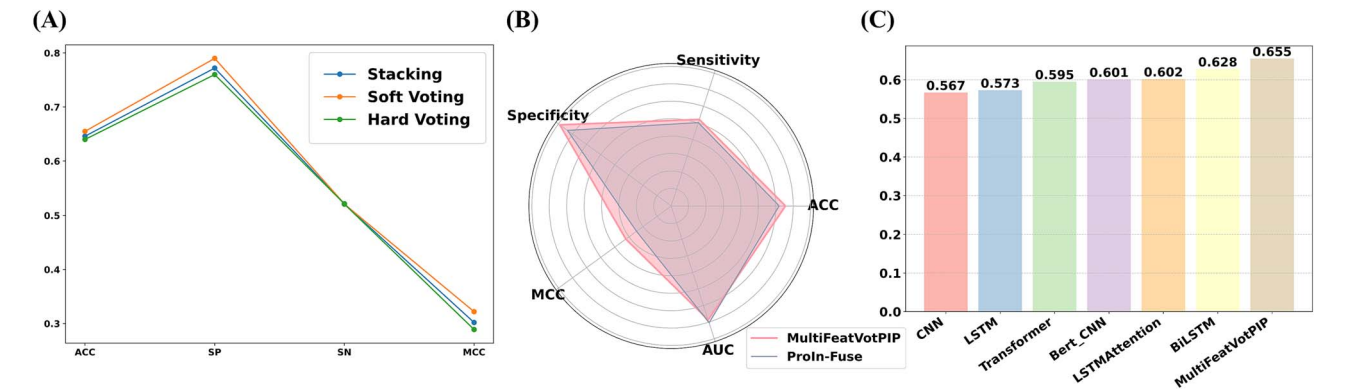 (A)
0.8
0.7
0.6
0.5
0.4
0.3
ACC
SP
SN
MCC
Stacking
Soft Voting
Hard Voting
(B)
Sensitivity
Specificity
ACC
MCC
AUC
MultiFeatVotPIP
ProIn-Fuse
(C)
0.6
0.5
0.4
0.3
0.2
0.1
0.0
0.567
0.573
0.595
0.601
0.602
0.628
0.655
CNN
LSTM
Transformer
Bert_CNN
LSTMAttention
BiLSTM
MultiFeatVotPIP